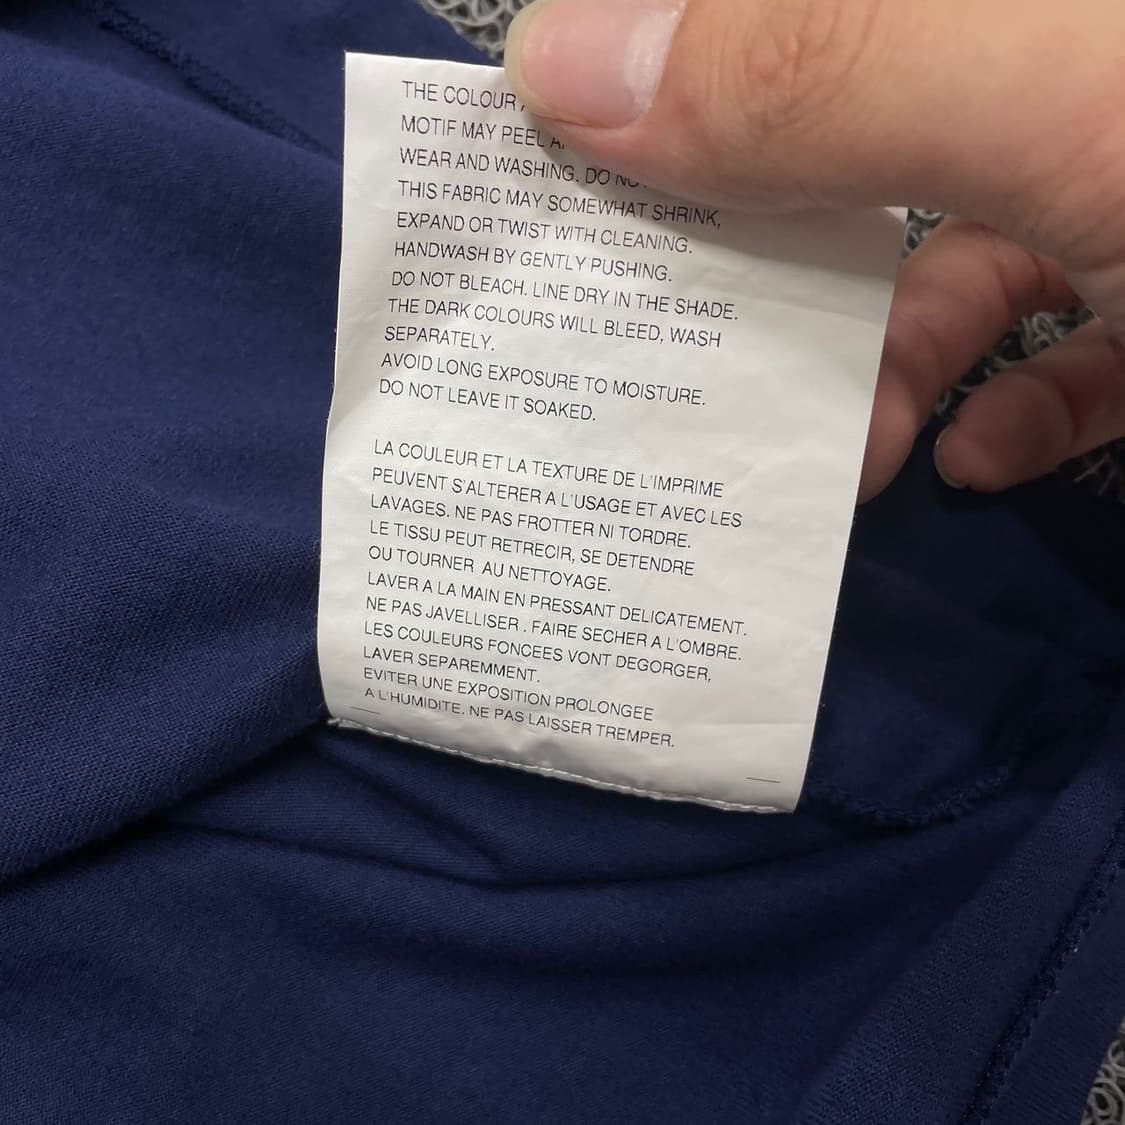 THE COLOUR
MOTIF MAY PEEL
WEAR AND WASHING. DO
THIS FABRIC MAY SOMEWHAT SHRINK,
EXPAND OR TWIST WITH CLEANING.
HANDWASH BY GENTLY PUSHING.
DO NOT BLEACH. LINE DRY IN THE SHADE.
THE DARK COLOURS WILL BLEED, WASH
SEPARATELY.
AVOID LONG EXPOSURE TO MOISTURE.
DO NOT LEAVE IT SOAKED.
LA COULEUR ET LA TEXTURE DE L'IMPRIME
PEUVENT S'ALTERER A L'USAGE ET AVEC LES
LAVAGES. NE PAS FROTTER NI TORDRE.
LE TISSU PEUT RETRECIR, SE DETENDRE
OU TOURNER AU NETTOYAGE.
LAVER A LA MAIN EN PRESSANT DELICATEMENT.
NE PAS JAVELLISER . FAIRE SECHER A L'OMBRE.
LES COULEURS FONCEES VONT DEGORGER,
LAVER SEPAREMMENT.
EVITER UNE EXPOSITION PROLONGEE
A L'HUMIDITE. NE PAS LAISSER TREMPER.